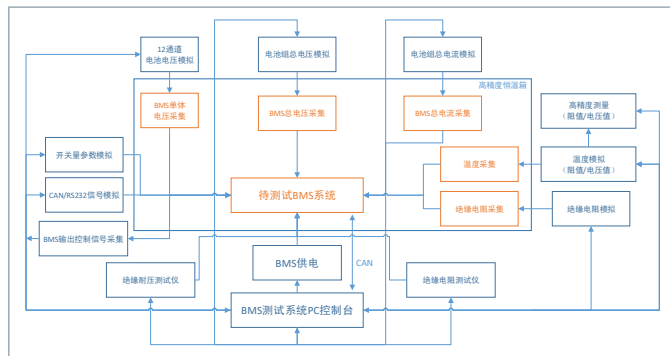 12通道
电池电压模拟
电池组总电压模拟
电池组总电流模拟
高精度恒温箱
BMS单体
电压采集
BMS总电压采集
BMS总电流采集
高精度测量
（阻值/电压值）
开关量参数模拟
温度采集
温度模拟
（阻值/电压值）
CAN/RS232信号模拟
待测试BMS系统
绝缘电阻采集
绝缘电阻模拟
BMS输出控制信号采集
BMS供电
CAN
绝缘耐压测试仪
绝缘电阻测试仪
BMS测试系统PC控制台